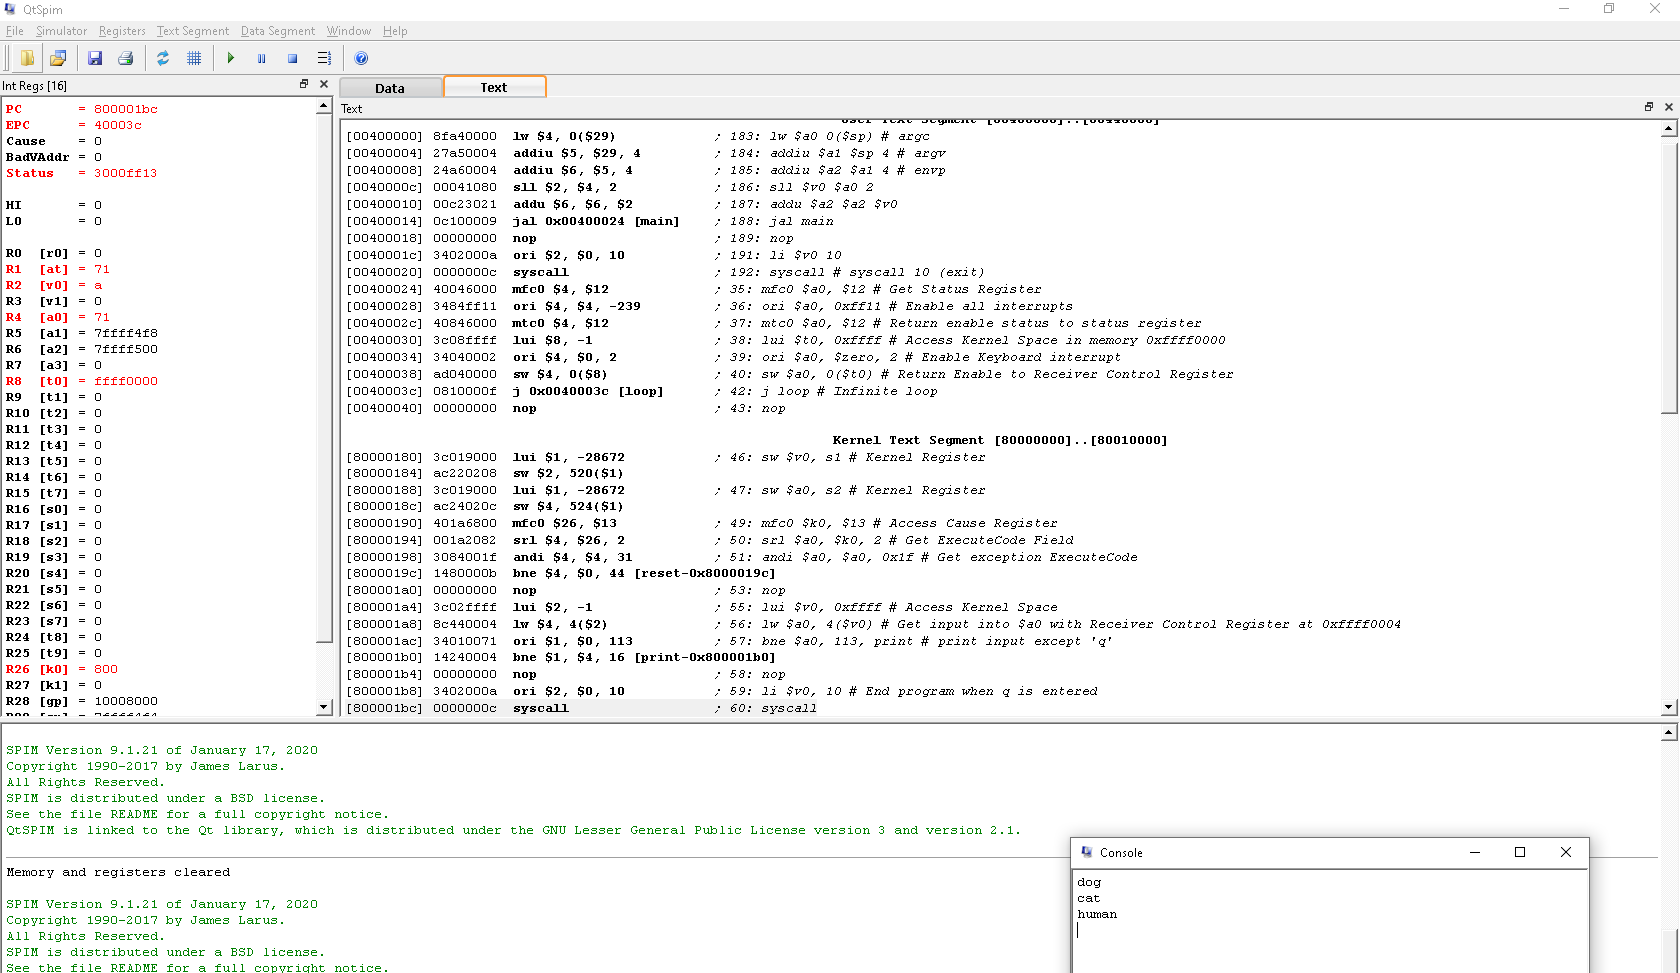 QtSpim
File Simulator Registers Text Segment Data Segment Window Help
Int Regs [16]
PC = 800001bc
EPC = 40003c
Cause = 0
BadVAddr = 0
Status = 3000ff13
HI = 0
LO = 0
R0 [r0] = 0
R1 [at] = 71
R2 [v0] = a
R3 [v1] = 0
R4 [a0] = 71
R5 [a1] = 7ffff4f8
R6 [a2] = 7ffff500
R7 [a3] = 0
R8 [t0] = ffff0000
R9 [t1] = 0
R10 [t2] = 0
R11 [t3] = 0
R12 [t4] = 0
R13 [t5] = 0
R14 [t6] = 0
R15 [t7] = 0
R16 [s0] = 0
R17 [s1] = 0
R18 [s2] = 0
R19 [s3] = 0
R20 [s4] = 0
R21 [s5] = 0
R22 [s6] = 0
R23 [s7] = 0
R24 [t8] = 0
R25 [t9] = 0
R26 [k0] = 800
R27 [k1] = 0
R28 [gp] = 10008000
Data Text
Text
User Text Segment [00400000]..[00440000]
[00400000] 8fa40000 lw $4, 0($29) ; 183: lw $a0 0($sp) # argc
[00400004] 27a50004 addiu $5, $29, 4 ; 184: addiu $a1 $sp 4 # argv
[00400008] 24a60004 addiu $6, $5, 4 ; 185: addiu $a2 $a1 4 # envp
[0040000c] 00041080 sll $2, $4, 2 ; 186: sll $v0 $a0 2
[00400010] 00c23021 addu $6, $6, $2 ; 187: addu $a2 $a2 $v0
[00400014] 0c100009 jal 0x00400024 [main] ; 188: jal main
[00400018] 00000000 nop ; 189: nop
[0040001c] 3402000a ori $2, $0, 10 ; 191: li $v0 10
[00400020] 0000000c syscall ; 192: syscall # syscall 10 (exit)
[00400024] 40046000 mfc0 $4, $12 ; 35: mfc0 $a0, $12 # Get Status Register
[00400028] 3484ff11 ori $4, $4, -239 ; 36: ori $a0, 0xff11 # Enable all interrupts
[0040002c] 40846000 mtc0 $4, $12 ; 37: mtc0 $a0, $12 # Return enable status to status register
[00400030] 3c08ffff lui $8, -1 ; 38: lui $t0, 0xffff # Access Kernel Space in memory 0xffff0000
[00400034] 34040002 ori $4, $0, 2 ; 39: ori $a0, $zero, 2 # Enable Keyboard interrupt
[00400038] ad040000 sw $4, 0($8) ; 40: sw $a0, 0($t0) # Return Enable to Receiver Control Register
[0040003c] 0810000f j 0x0040003c [loop] ; 42: j loop # Infinite loop
[00400040] 00000000 nop ; 43: nop
Kernel Text Segment [80000000]..[80010000]
[80000180] 3c019000 lui $1, -28672 ; 46: sw $v0, s1 # Kernel Register
[80000184] ac220208 sw $2, 520($1)
[80000188] 3c019000 lui $1, -28672 ; 47: sw $a0, s2 # Kernel Register
[8000018c] ac24020c sw $4, 524($1)
[80000190] 401a6800 mfc0 $26, $13 ; 49: mfc0 $k0, $13 # Access Cause Register
[80000194] 001a2082 srl $4, $26, 2 ; 50: srl $a0, $k0, 2 # Get ExecuteCode Field
[80000198] 3084001f andi $4, $4, 31 ; 51: andi $a0, $a0, 0x1f # Get exception ExecuteCode
[8000019c] 1480000b bne $4, $0, 44 [reset-0x8000019c]
[800001a0] 00000000 nop ; 53: nop
[800001a4] 3c02ffff lui $2, -1 ; 55: lui $v0, 0xffff # Access Kernel Space
[800001a8] 8c440004 lw $4, 4($2) ; 56: lw $a0, 4($v0) # Get input into $a0 with Receiver Control Register at 0xffff0004
[800001ac] 34010071 ori $1, $0, 113 ; 57: bne $a0, 113, print # print input except 'q'
[800001b0] 14240004 bne $1, $4, 16 [print-0x800001b0]
[800001b4] 00000000 nop ; 58: nop
[800001b8] 3402000a ori $2, $0, 10 ; 59: li $v0, 10 # End program when q is entered
[800001bc] 0000000c syscall ; 60: syscall
SPIM Version 9.1.21 of January 17, 2020
Copyright 1990-2017 by James Larus.
All Rights Reserved.
SPIM is distributed under a BSD license.
See the file README for a full copyright notice.
QtSPIM is linked to the Qt library, which is distributed under the GNU Lesser General Public License version 3 and version 2.1.
Memory and registers cleared
SPIM Version 9.1.21 of January 17, 2020
Copyright 1990-2017 by James Larus.
All Rights Reserved.
SPIM is distributed under a BSD license.
See the file README for a full copyright notice.
Console
dog
cat
human